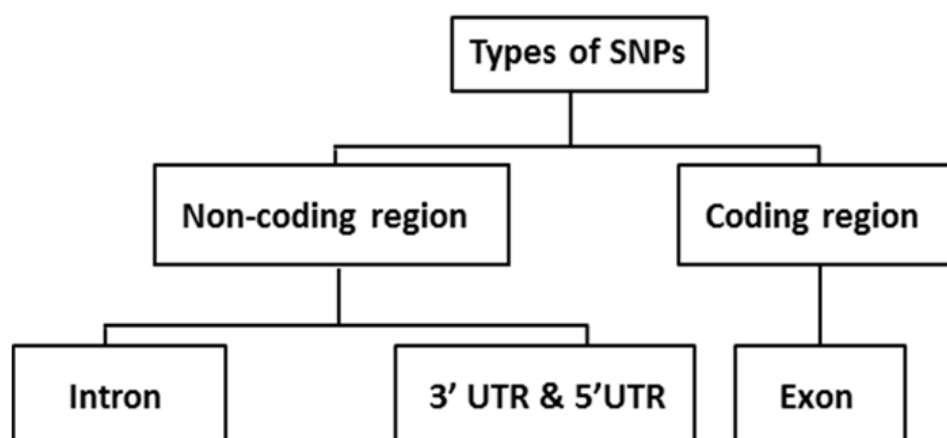 Types of SNPs
Non-coding region
Coding region
Intron
3' UTR & 5'UTR
Exon